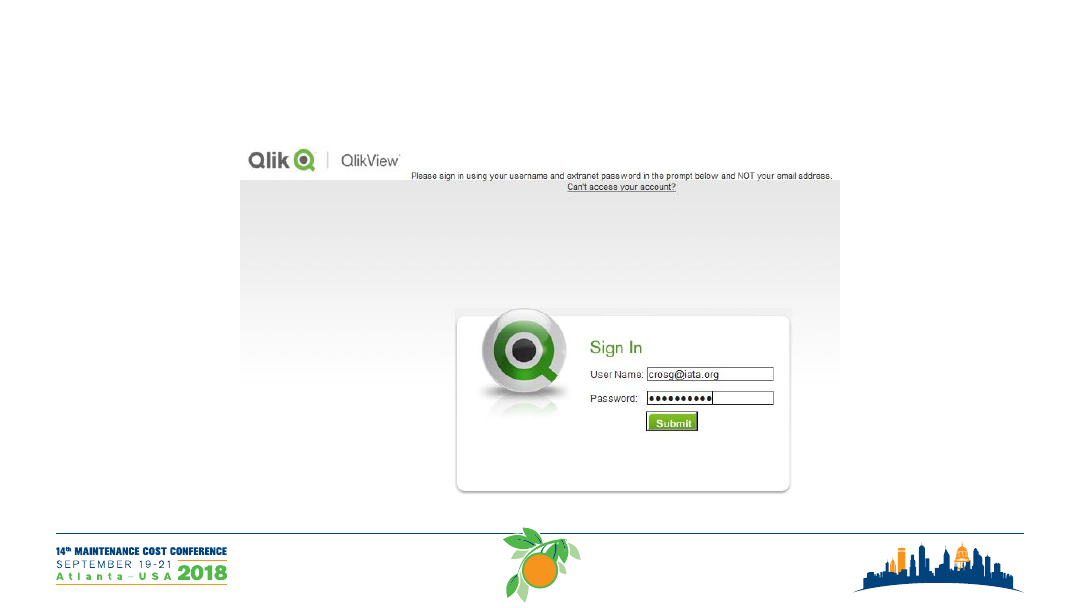 Qlik | QlikView
Please sign in using your username and extranet password in the prompt below and NOT your email address.
Can't access your account?
Sign In
User Name: crosg@iata.org
Password: ●●●●●●●●●●
Submit
14th MAINTENANCE COST CONFERENCE
SEPTEMBER 19-21
Atlanta – USA 2018